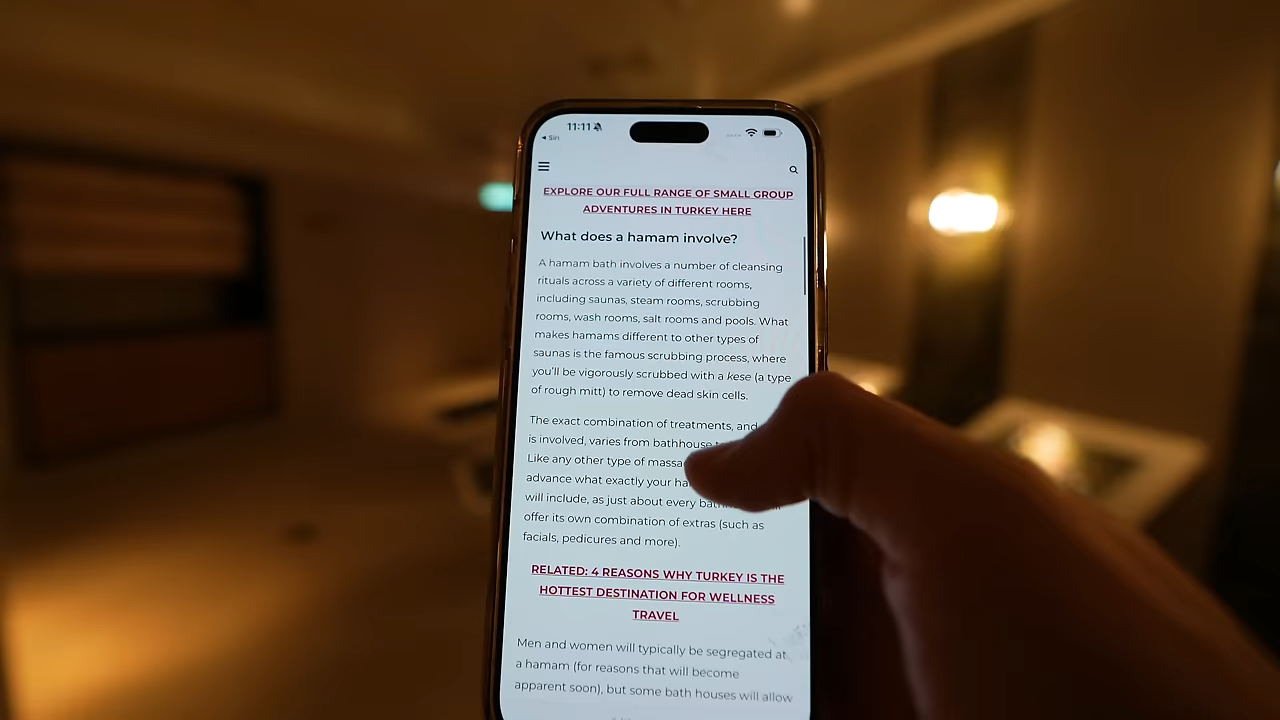 11:11
◂ Siri
EXPLORE OUR FULL RANGE OF SMALL GROUP
ADVENTURES IN TURKEY HERE
What does a hamam involve?
A hamam bath involves a number of cleansing
rituals across a variety of different rooms,
including saunas, steam rooms, scrubbing
rooms, wash rooms, salt rooms and pools. What
makes hamams different to other types of
saunas is the famous scrubbing process, where
you'll be vigorously scrubbed with a kese (a type
of rough mitt) to remove dead skin cells.
The exact combination of treatments, and
is involved, varies from bathhouse
Like any other type of
advance what exactly your
will include, as just about every
offer its own combination of extras (such as
facials, pedicures and more).
RELATED: 4 REASONS WHY TURKEY IS THE
HOTTEST DESTINATION FOR WELLNESS
TRAVEL
Men and women will typically be segregated at
a hamam (for reasons that will become
apparent soon), but some bath houses will allow